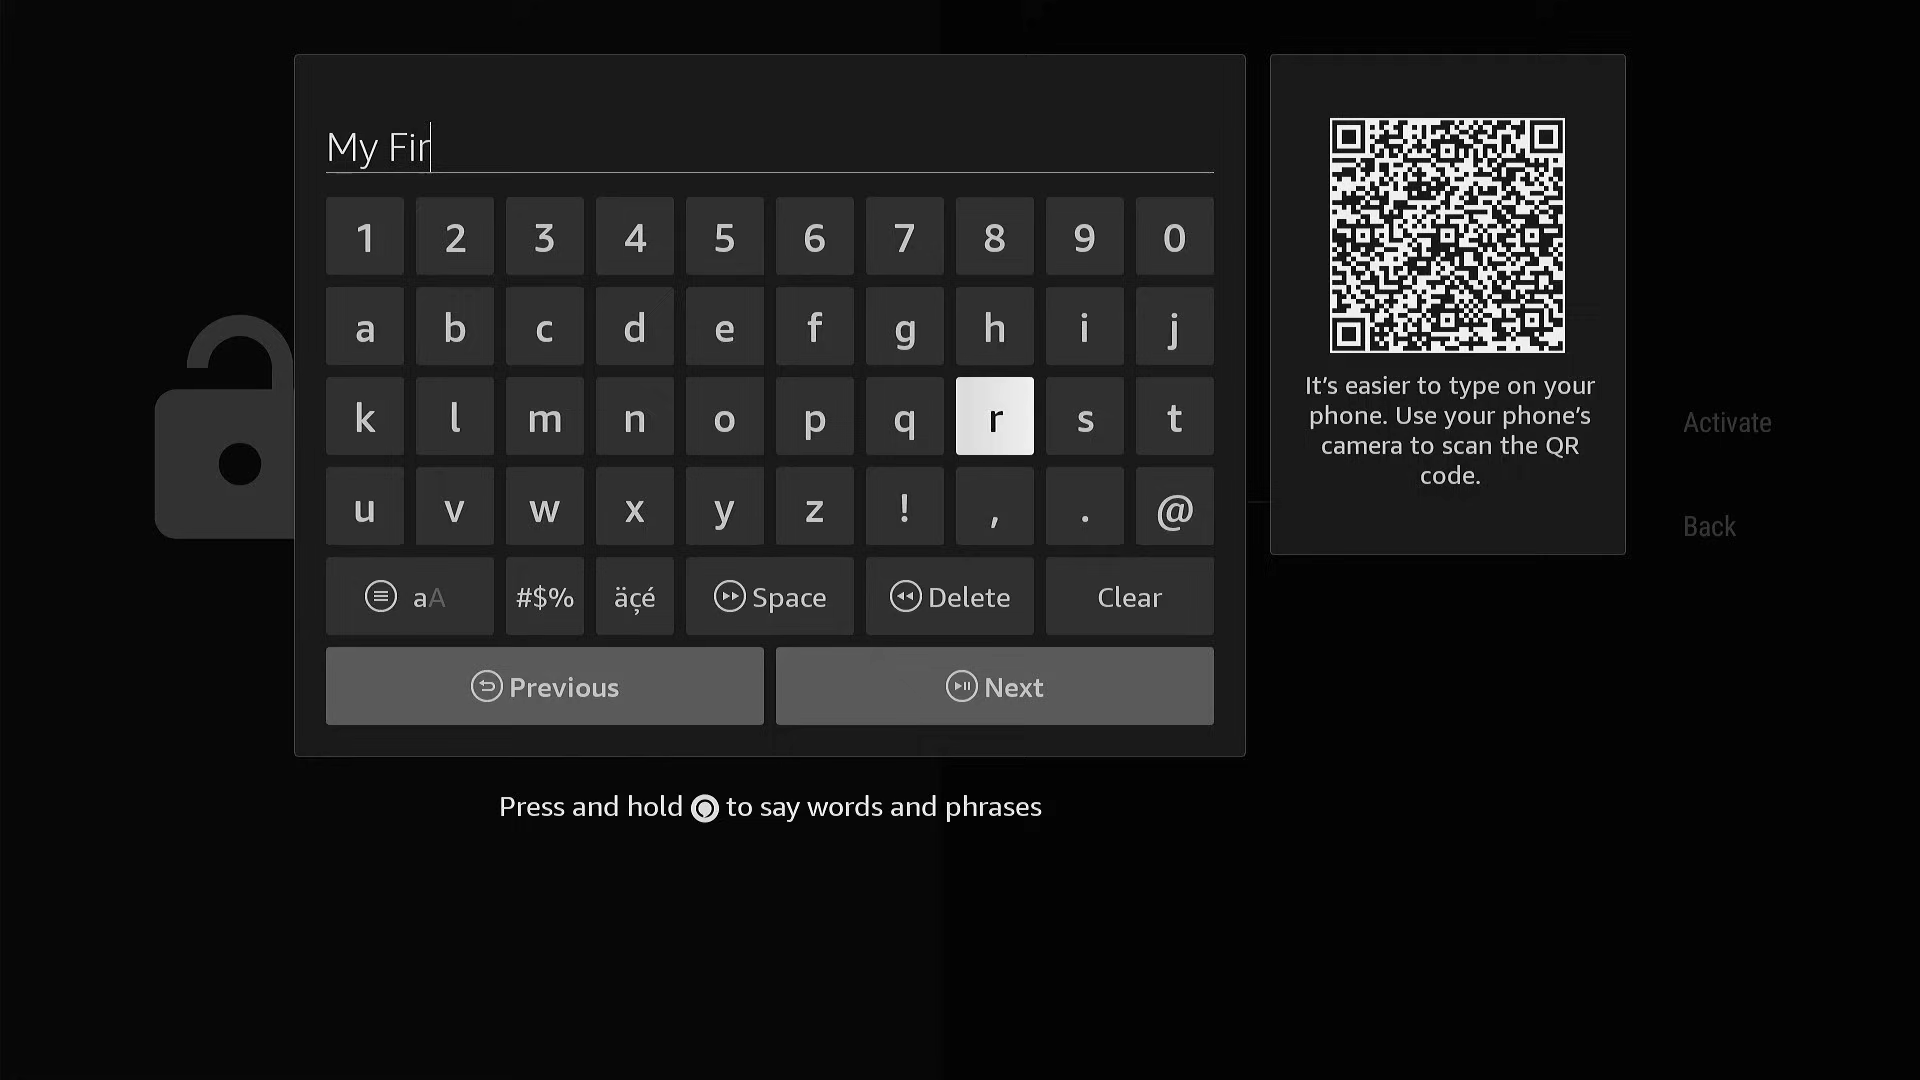 My Fir
1 2 3 4 5 6 7 8 9 0
a b c d e f g h i j
k l m n o p q r s t
u v w x y z ! , . @
aA #$% äçé Space Delete Clear
Previous Next
Press and hold to say words and phrases
It's easier to type on your
phone. Use your phone's
camera to scan the QR
code.
Activate
Back